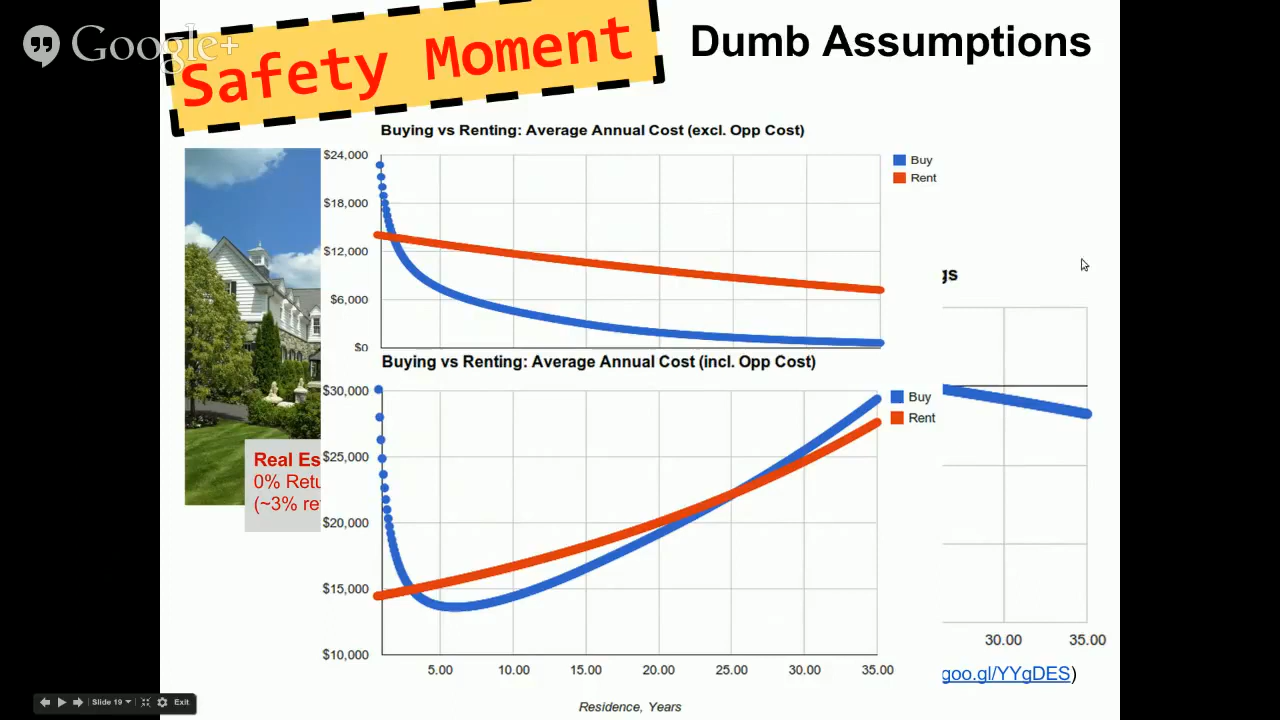 Google+
Safety Moment
Dumb Assumptions
Buying vs Renting: Average Annual Cost (excl. Opp Cost)
$24,000
$18,000
$12,000
$6,000
$0
Buy
Rent
gs
Buying vs Renting: Average Annual Cost (incl. Opp Cost)
$30,000
$25,000
$20,000
$15,000
$10,000
Buy
Rent
Real Es
0% Retu
(~3% re
5.00 10.00 15.00 20.00 25.00 30.00 35.00
Residence, Years
30.00 35.00
goo.gl/YYgDES)
Slide 19
Exit